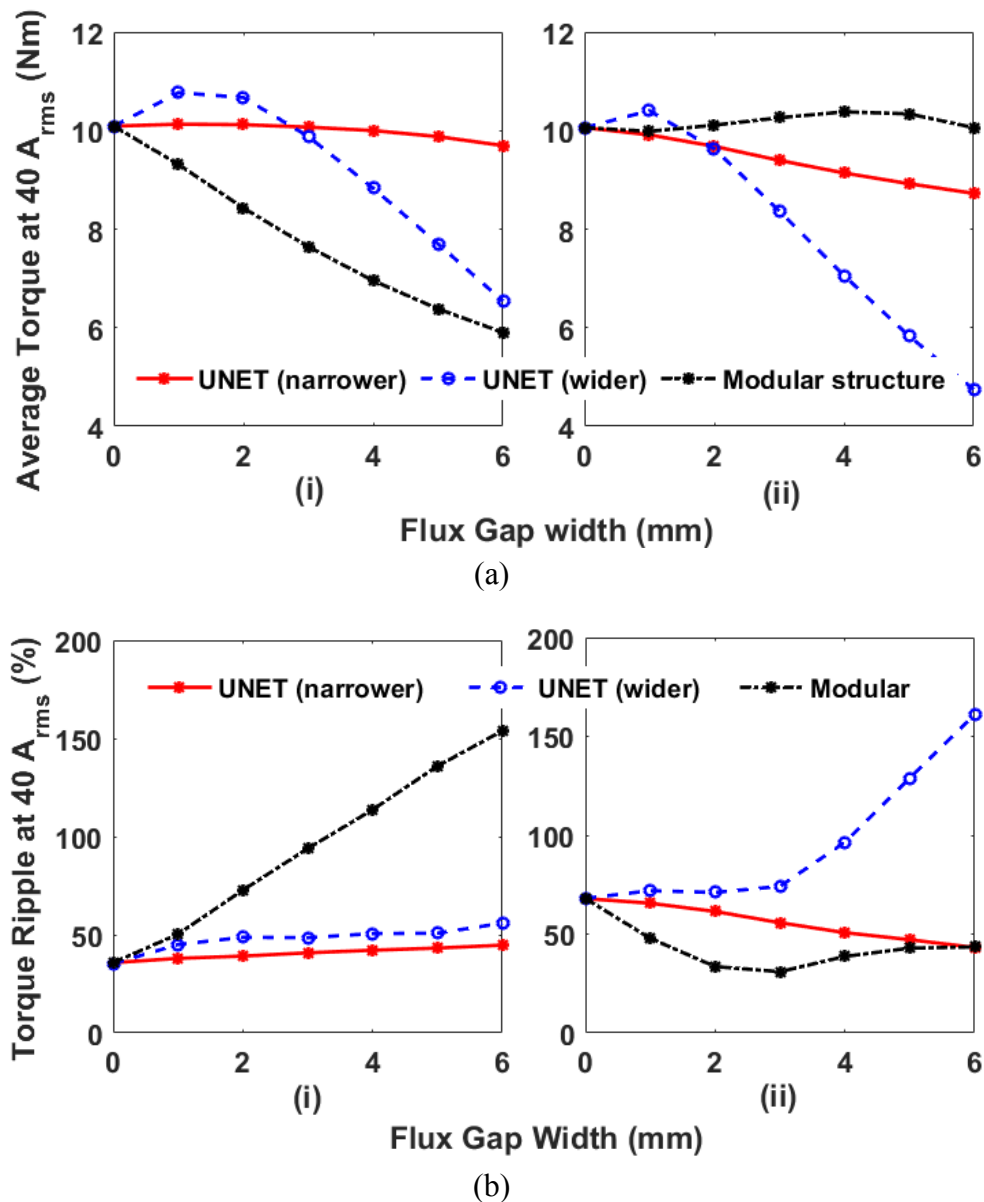 Average Torque at 40 A_rms (Nm)
12
10
8
6
4
12
10
8
6
4
UNET (narrower) UNET (wider) Modular structure
0 2 4 6
0 2 4 6
(i)
(ii)
Flux Gap width (mm)
(a)
Torque Ripple at 40 A_rms (%)
200
150
100
50
0
200
150
100
50
0
UNET (narrower) UNET (wider) Modular
0 2 4 6
0 2 4 6
(i)
(ii)
Flux Gap Width (mm)
(b)